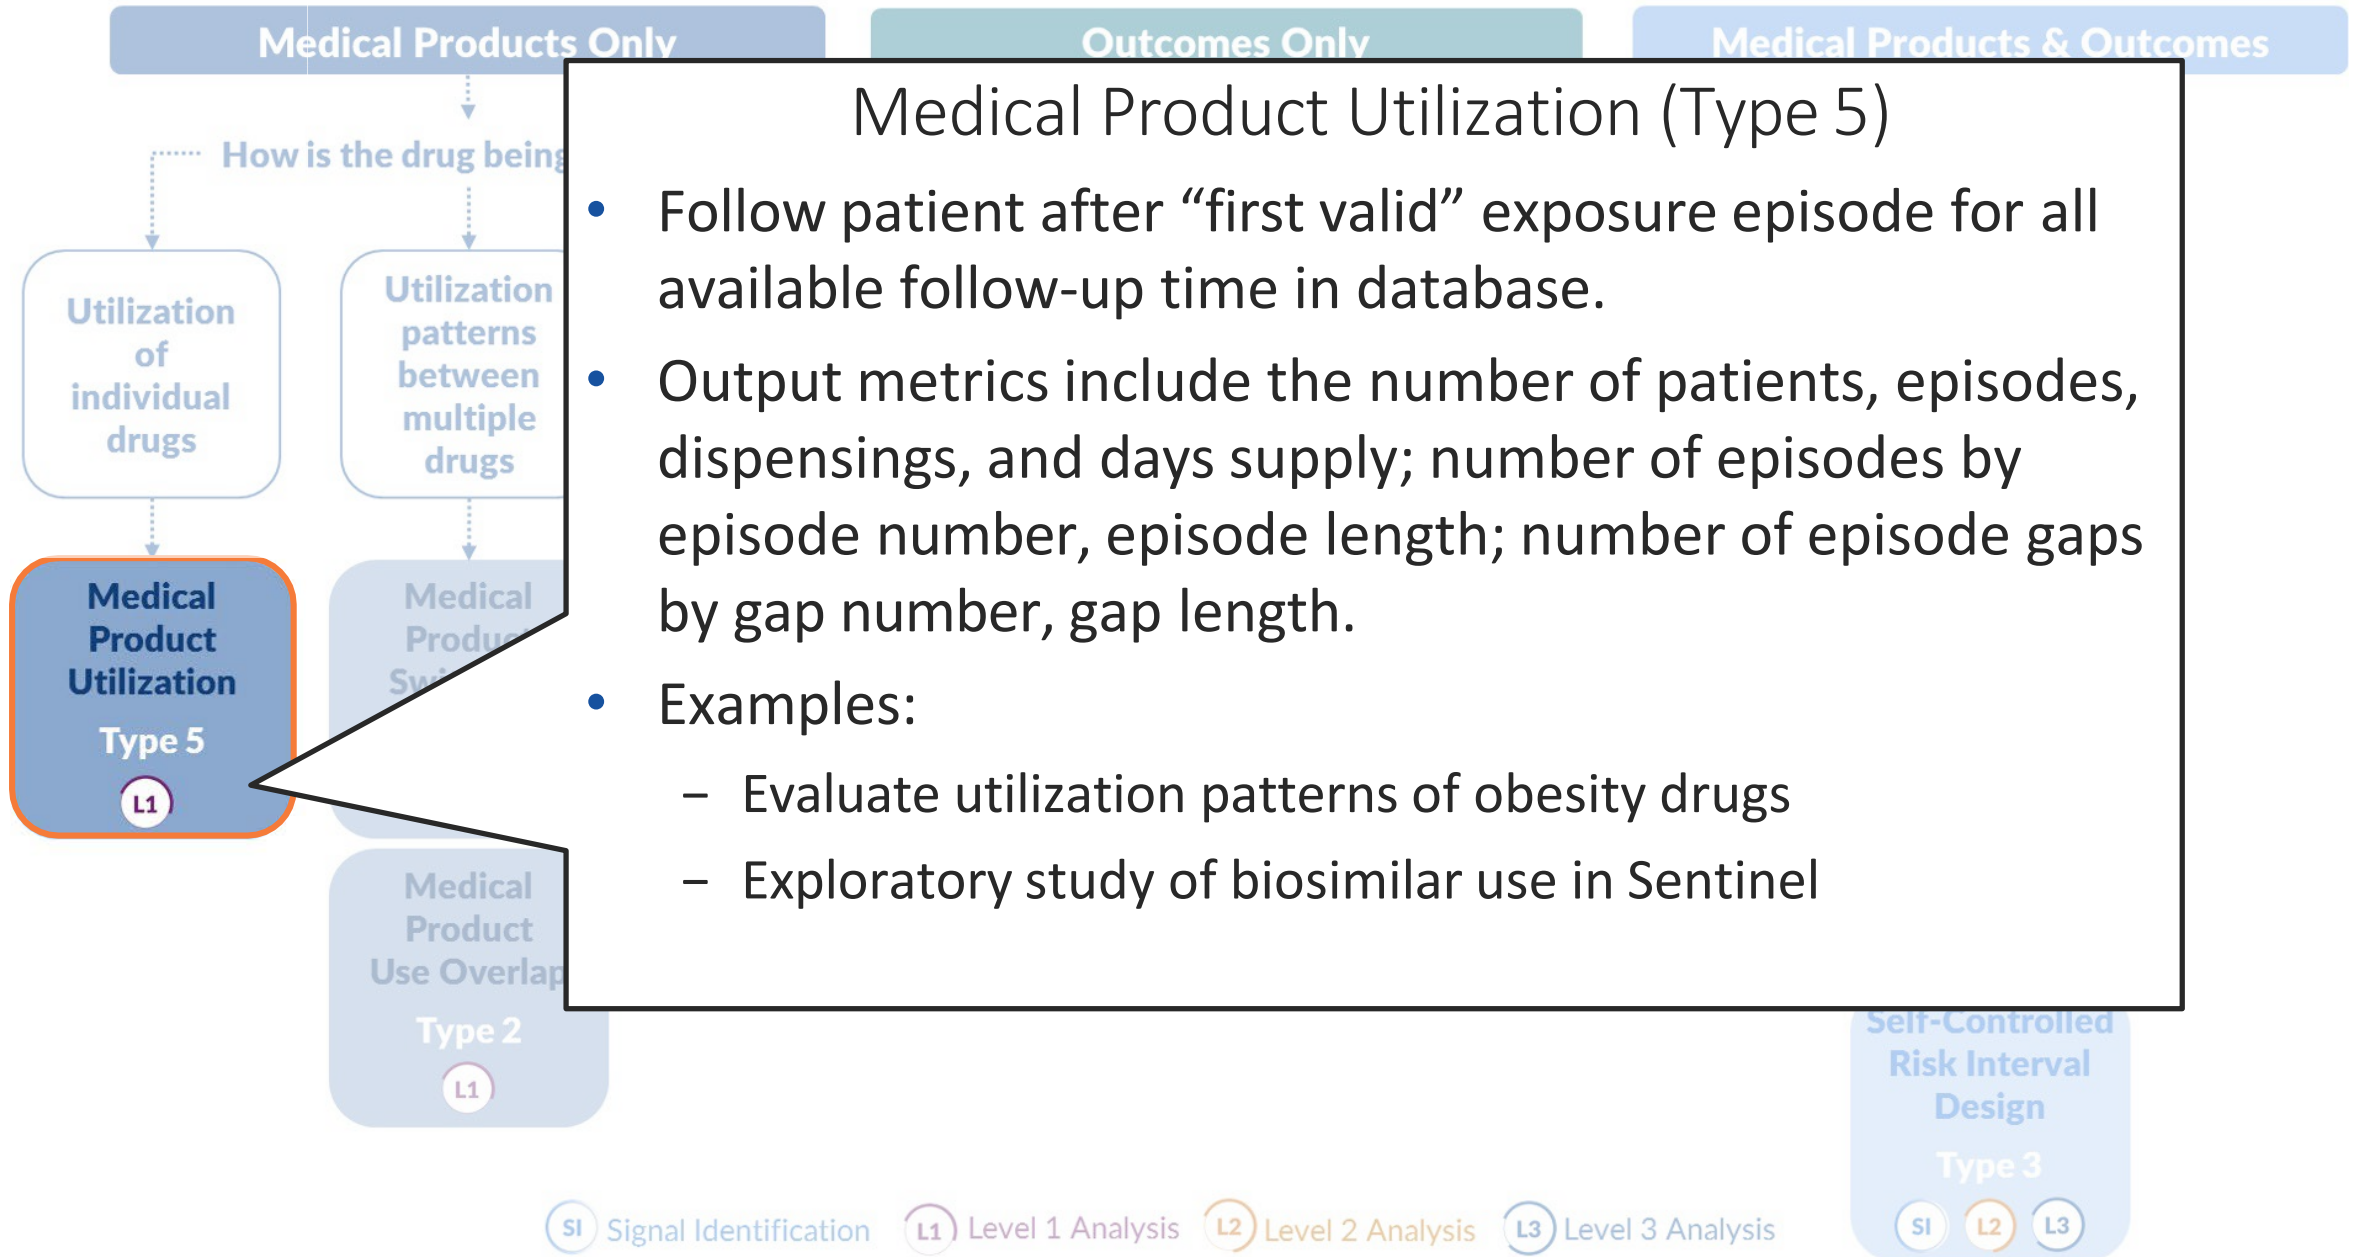 Medical Products Only
Outcomes Only
Medical Products & Outcomes
How is the drug being
Utilization
of
individual
drugs
Utilization
patterns
between
multiple
drugs
Medical
Product
Utilization
Type 5
L1
Medical
Medical
Product
Use Overlap
Type 2
L1
Medical Product Utilization (Type 5)
• Follow patient after “first valid” exposure episode for all
available follow-up time in database.
• Output metrics include the number of patients, episodes,
dispensings, and days supply; number of episodes by
episode number, episode length; number of episode gaps
by gap number, gap length.
• Examples:
– Evaluate utilization patterns of obesity drugs
– Exploratory study of biosimilar use in Sentinel
Self-Controlled
Risk Interval
Design
Type 3
SI L2 L3
SI Signal Identification L1 Level 1 Analysis L2 Level 2 Analysis L3 Level 3 Analysis